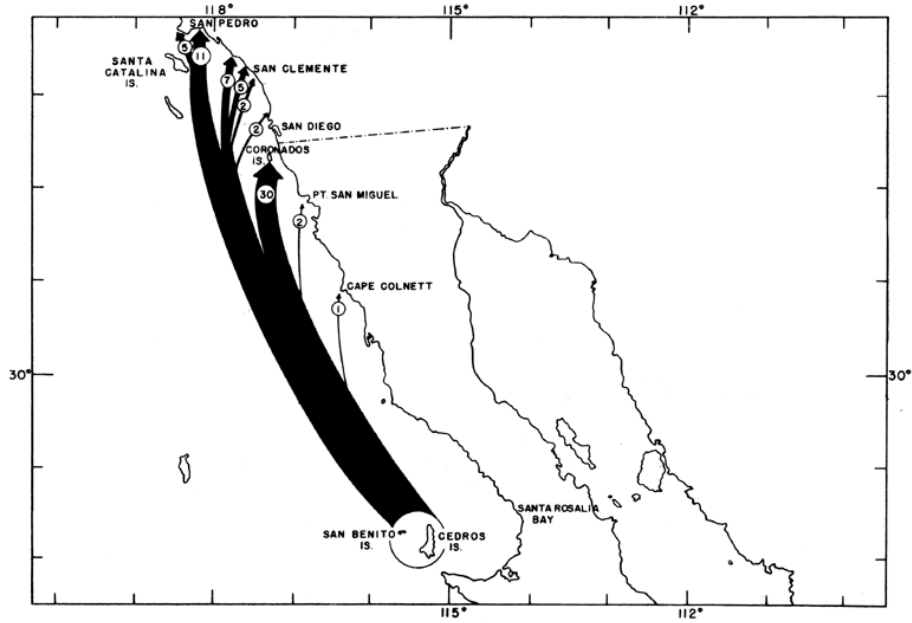 118°
115°
112°
SAN PEDRO
5
11
SANTA
CATALINA
IS.
7
5
SAN CLEMENTE
2
2
SAN DIEGO
CORONADOS
IS.
30
PT. SAN MIGUEL
2
CAPE COLNETT
1
30°
30°
SANTA ROSALIA
BAY
SAN BENITO
IS.
CEDROS
IS.
115°
112°